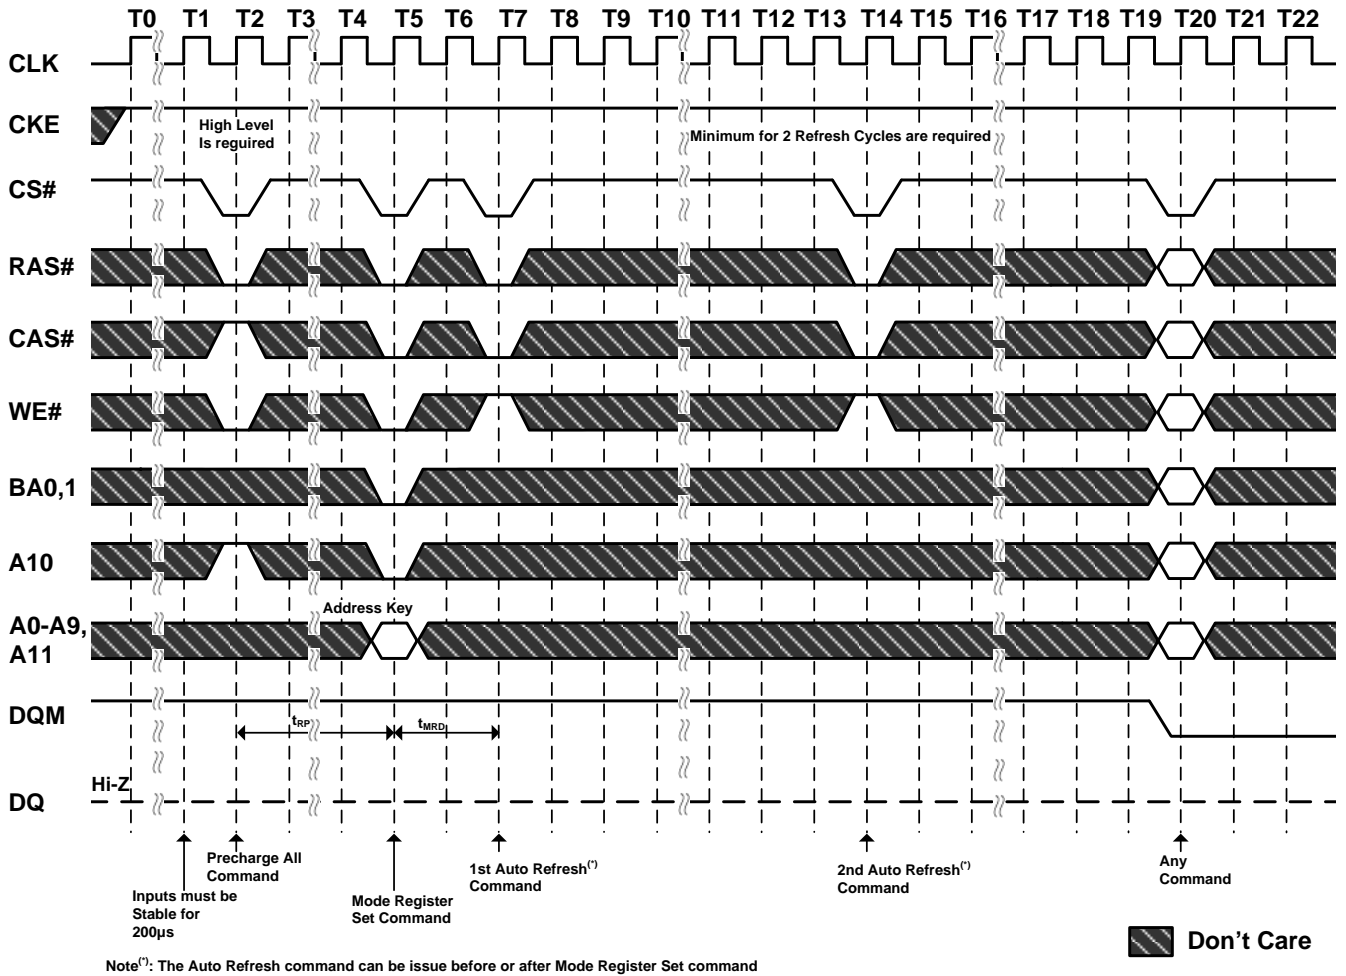 T0 T1 T2 T3 T4 T5 T6 T7 T8 T9 T10 T11 T12 T13 T14 T15 T16 T17 T18 T19 T20 T21 T22
CLK
CKE
High Level
Is reguired
Minimum for 2 Refresh Cycles are required
CS#
RAS#
CAS#
WE#
BA0,1
A10
Address Key
A0-A9,
A11
DQM
tRP
tMRD
Hi-Z
DQ
Precharge All
Command
Inputs must be
Stable for
200µs
Mode Register
Set Command
1st Auto Refresh(*)
Command
2nd Auto Refresh(*)
Command
Any
Command
Don't Care
Note(*): The Auto Refresh command can be issue before or after Mode Register Set command